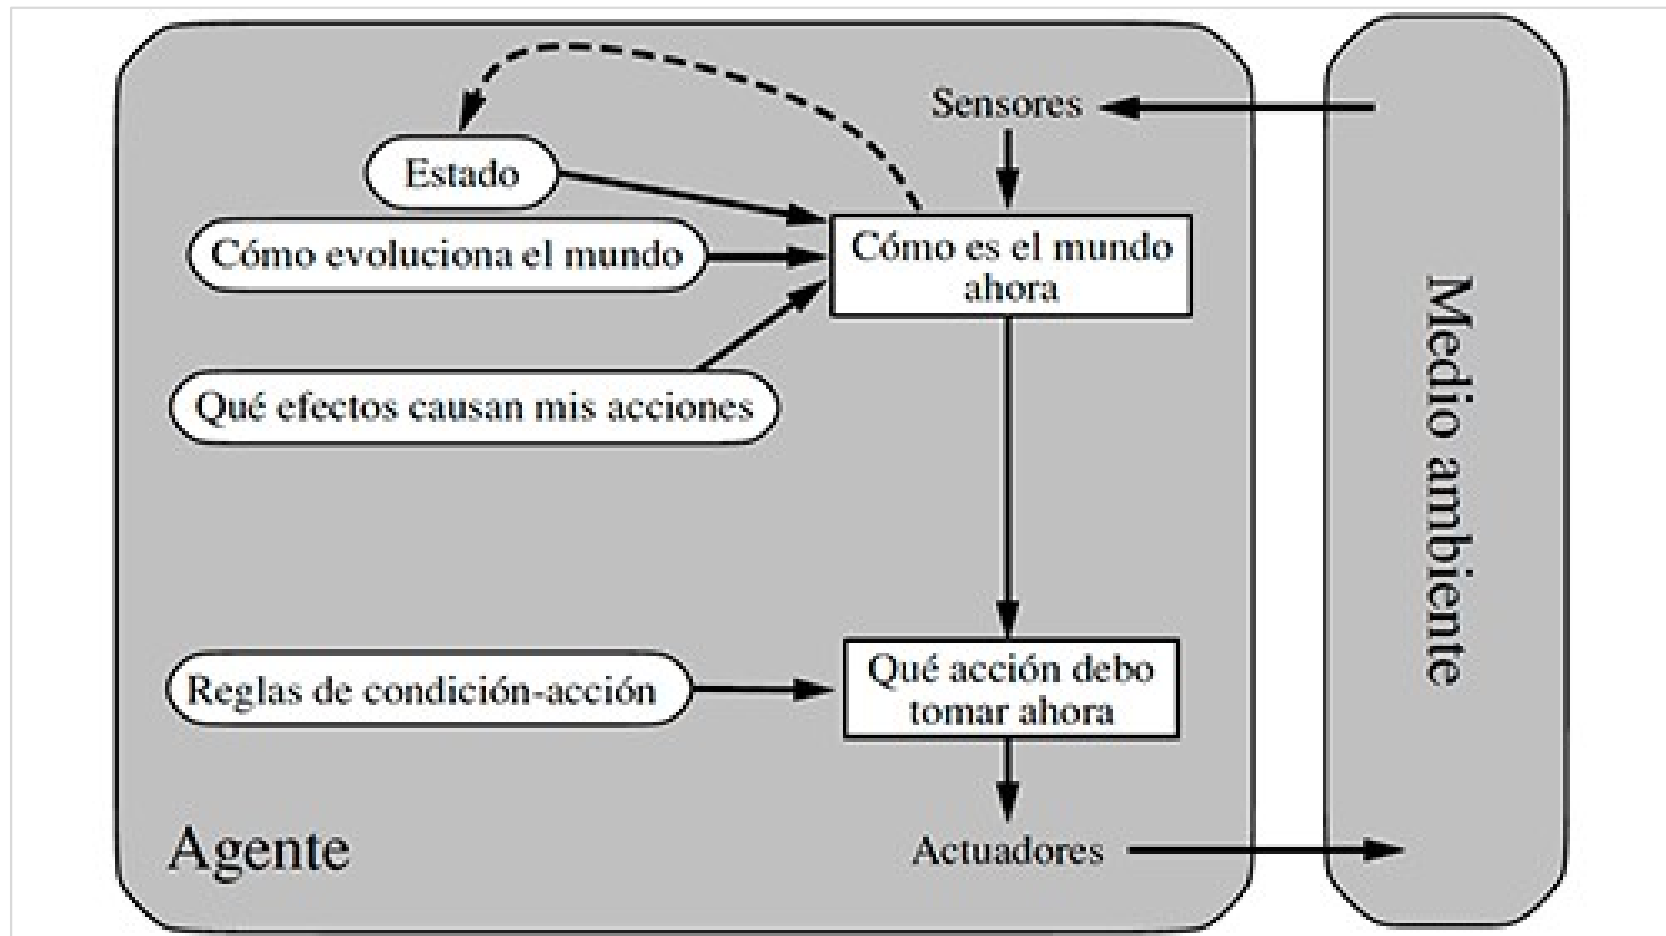 Sensores
Estado
Cómo evoluciona el mundo
Cómo es el mundo
ahora
Qué efectos causan mis acciones
Reglas de condición-acción
Qué acción debo
tomar ahora
Agente
Actuadores
Medio ambiente